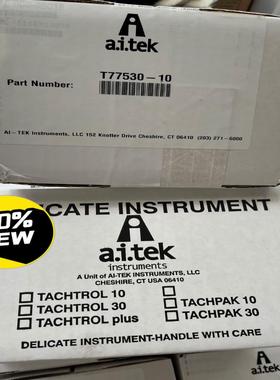 a.i.tek
Part Number:
T77530-10
AI-TEK Instruments, LLC 152 Knotter Drive Cheshire, CT 06410 (203) 271-6000
0%
EW
DELICATE INSTRUMENT
a.i.tek
instruments
A Unit of AI-TEK INSTRUMENTS, LLC
CHESHIRE, CT USA 06410
TACHTROL 10
TACHTROL 30
TACHTROL plus
TACHPAK 10
TACHPAK 30
DELICATE INSTRUMENT-HANDLE WITH CARE